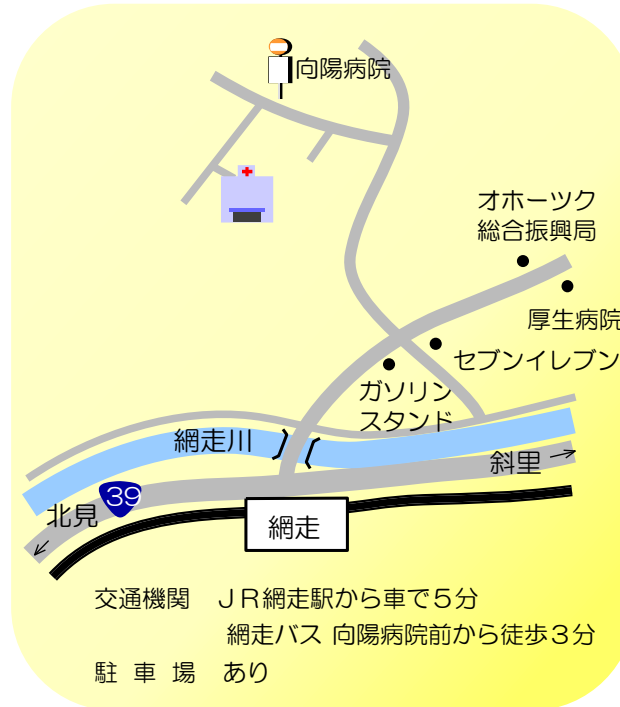 向陽病院
オホーツク
総合振興局
厚生病院
セブンイレブン
ガソリン
スタンド
網走川
斜里
39
北見
網走
交通機関　ＪＲ網走駅から車で５分
網走バス 向陽病院前から徒歩３分
駐 車 場　あり